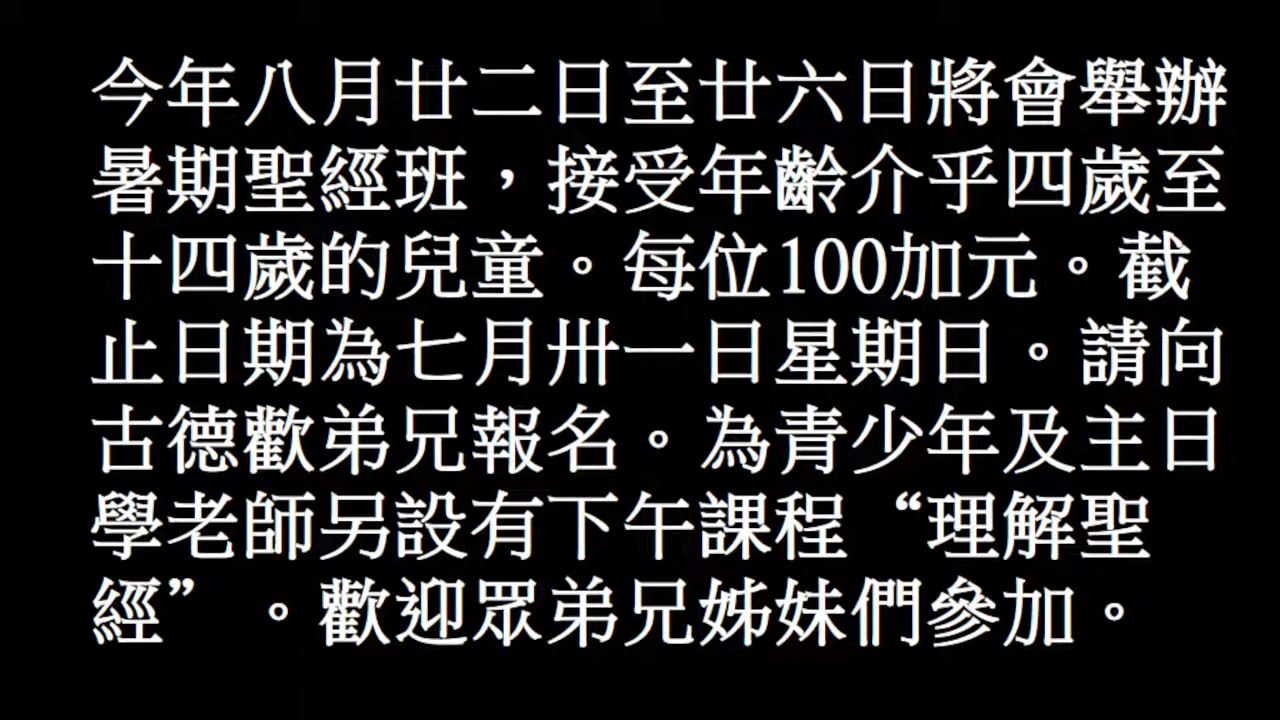 今年八月廿二日至廿六日將會舉辦
暑期聖經班，接受年齡介乎四歲至
十四歲的兒童。每位100加元。截
止日期為七月卅一日星期日。請向
古德歡弟兄報名。為青少年及主日
學老師另設有下午課程“理解聖
經”。歡迎眾弟兄姊妹們參加。